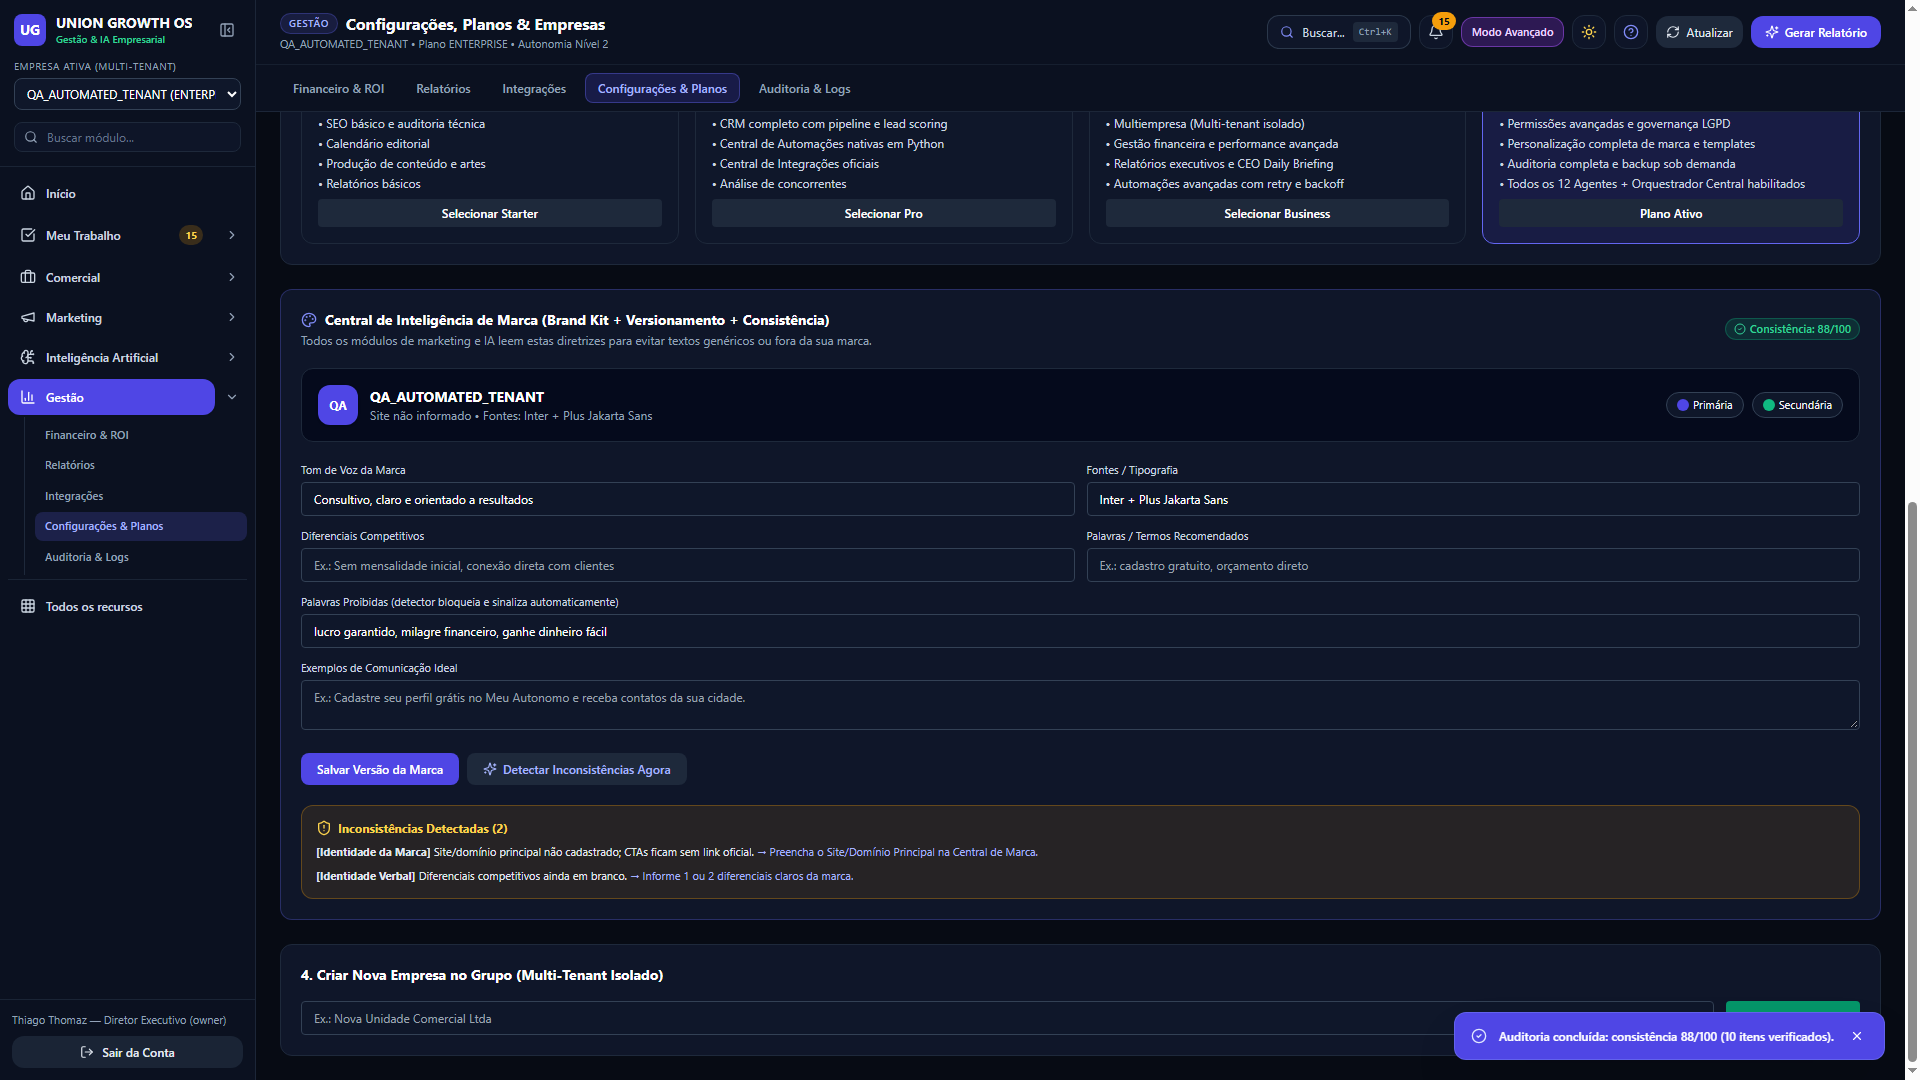 UG
UNION GROWTH OS
Gestão & IA Empresarial
EMPRESA ATIVA (MULTI-TENANT)
QA_AUTOMATED_TENANT (ENTERP
Buscar módulo...
Início
Meu Trabalho
15
Comercial
Marketing
Inteligência Artificial
Gestão
Financeiro & ROI
Relatórios
Integrações
Configurações & Planos
Auditoria & Logs
Todos os recursos
Thiago Thomaz — Diretor Executivo (owner)
Sair da Conta
GESTÃO
Configurações, Planos & Empresas
QA_AUTOMATED_TENANT • Plano ENTERPRISE • Autonomia Nível 2
Buscar...
Ctrl+K
15
Modo Avançado
Atualizar
Gerar Relatório
Financeiro & ROI
Relatórios
Integrações
Configurações & Planos
Auditoria & Logs
• SEO básico e auditoria técnica
• Calendário editorial
• Produção de conteúdo e artes
• Relatórios básicos
Selecionar Starter
• CRM completo com pipeline e lead scoring
• Central de Automações nativas em Python
• Central de Integrações oficiais
• Análise de concorrentes
Selecionar Pro
• Multiempresa (Multi-tenant isolado)
• Gestão financeira e performance avançada
• Relatórios executivos e CEO Daily Briefing
• Automações avançadas com retry e backoff
Selecionar Business
• Permissões avançadas e governança LGPD
• Personalização completa de marca e templates
• Auditoria completa e backup sob demanda
• Todos os 12 Agentes + Orquestrador Central habilitados
Plano Ativo
Central de Inteligência de Marca (Brand Kit + Versionamento + Consistência)
Todos os módulos de marketing e IA leem estas diretrizes para evitar textos genéricos ou fora da sua marca.
Consistência: 88/100
QA
QA_AUTOMATED_TENANT
Site não informado • Fontes: Inter + Plus Jakarta Sans
Primária
Secundária
Tom de Voz da Marca
Consultivo, claro e orientado a resultados
Fontes / Tipografia
Inter + Plus Jakarta Sans
Diferenciais Competitivos
Ex.: Sem mensalidade inicial, conexão direta com clientes
Palavras / Termos Recomendados
Ex.: cadastro gratuito, orçamento direto
Palavras Proibidas (detector bloqueia e sinaliza automaticamente)
lucro garantido, milagre financeiro, ganhe dinheiro fácil
Exemplos de Comunicação Ideal
Ex.: Cadastre seu perfil grátis no Meu Autonomo e receba contatos da sua cidade.
Salvar Versão da Marca
Detectar Inconsistências Agora
Inconsistências Detectadas (2)
[Identidade da Marca] Site/domínio principal não cadastrado; CTAs ficam sem link oficial. → Preencha o Site/Domínio Principal na Central de Marca.
[Identidade Verbal] Diferenciais competitivos ainda em branco. → Informe 1 ou 2 diferenciais claros da marca.
4. Criar Nova Empresa no Grupo (Multi-Tenant Isolado)
Ex.: Nova Unidade Comercial Ltda
Auditoria concluída: consistência 88/100 (10 itens verificados).